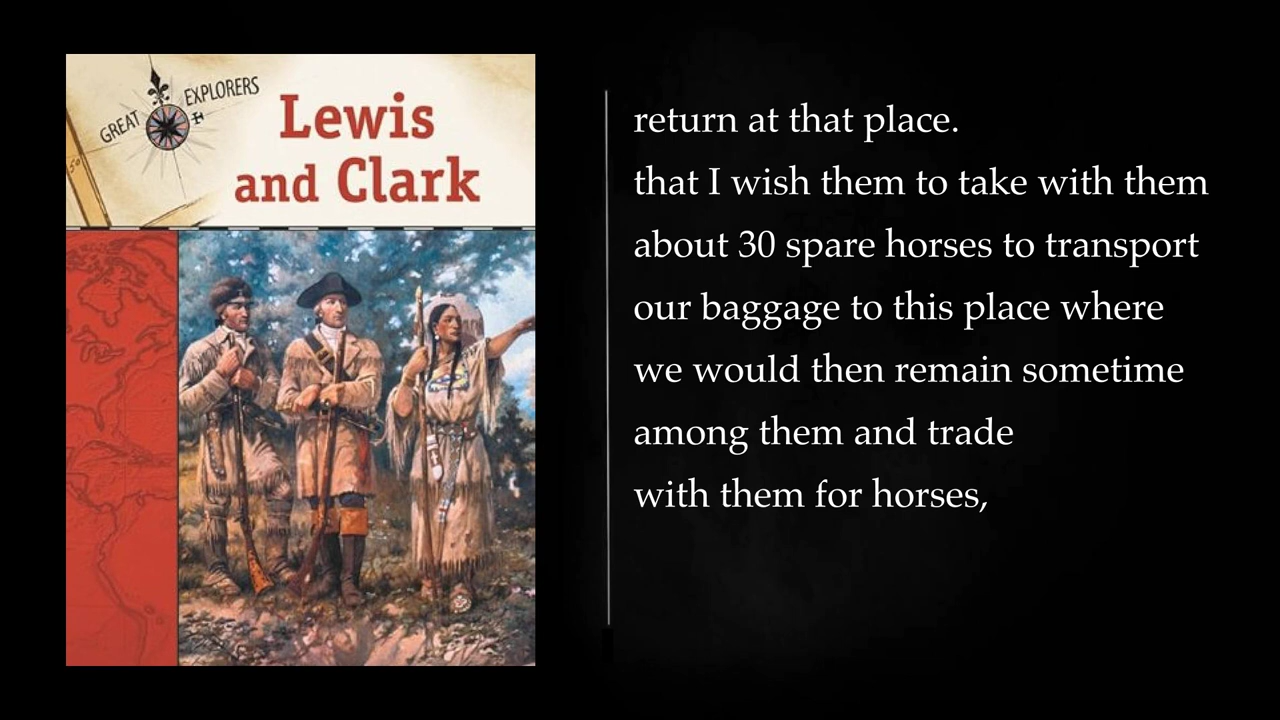 GREAT EXPLORERS
Lewis
and Clark
50
return at that place.
that I wish them to take with them
about 30 spare horses to transport
our baggage to this place where
we would then remain sometime
among them and trade
with them for horses,